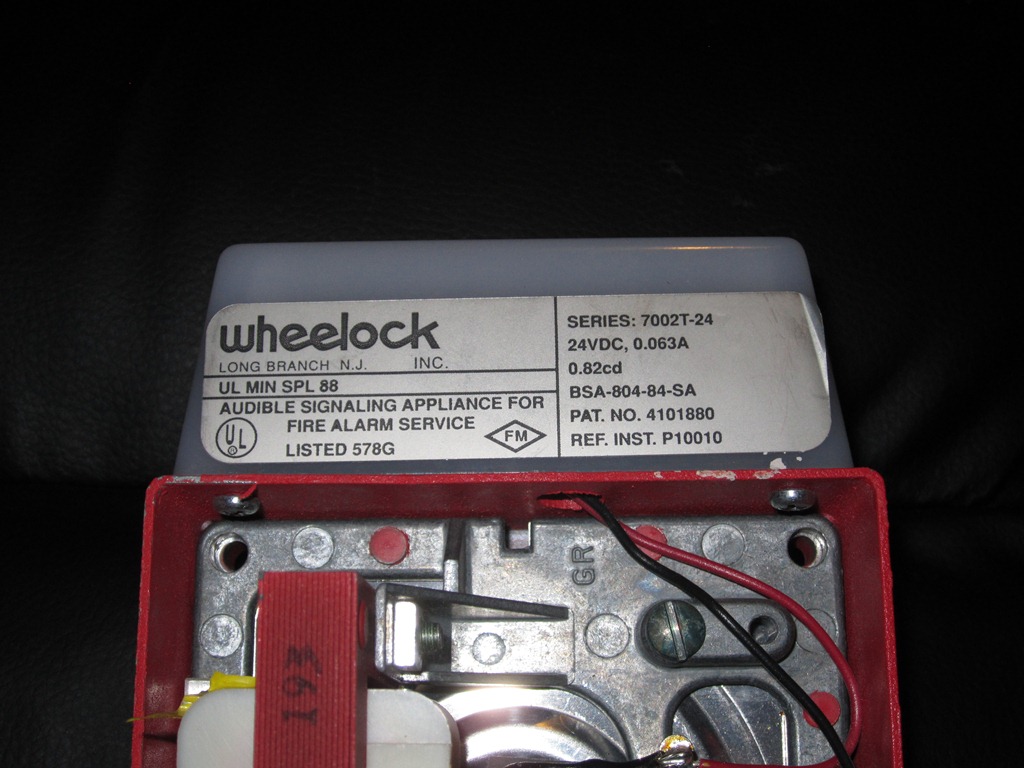 wheelock
LONG BRANCH N.J. INC.
UL MIN SPL 88
AUDIBLE SIGNALING APPLIANCE FOR
FIRE ALARM SERVICE
UL
®
LISTED 578G
FM
SERIES: 7002T-24
24VDC, 0.063A
0.82cd
BSA-804-84-SA
PAT. NO. 4101880
REF. INST. P10010
GR
193